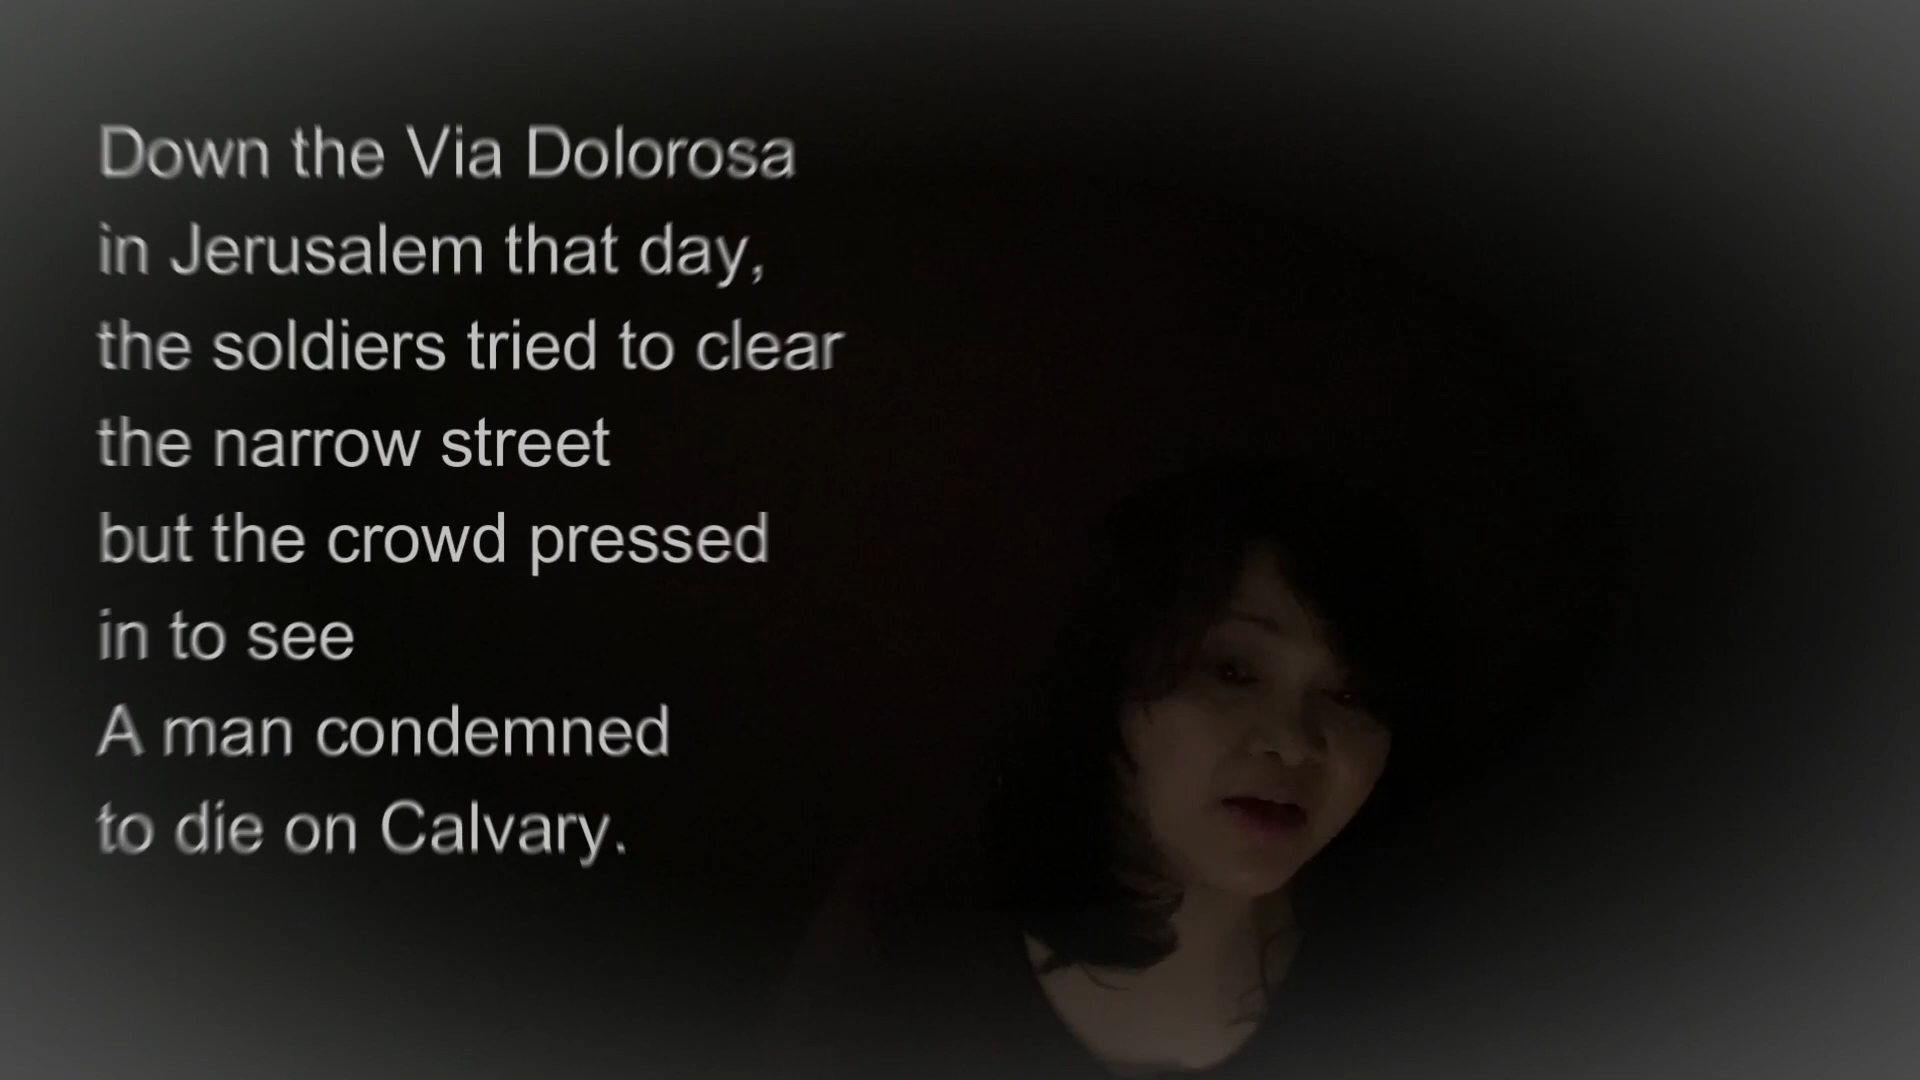 Down the Via Dolorosa
in Jerusalem that day,
the soldiers tried to clear
the narrow street
but the crowd pressed
in to see
A man condemned
to die on Calvary.